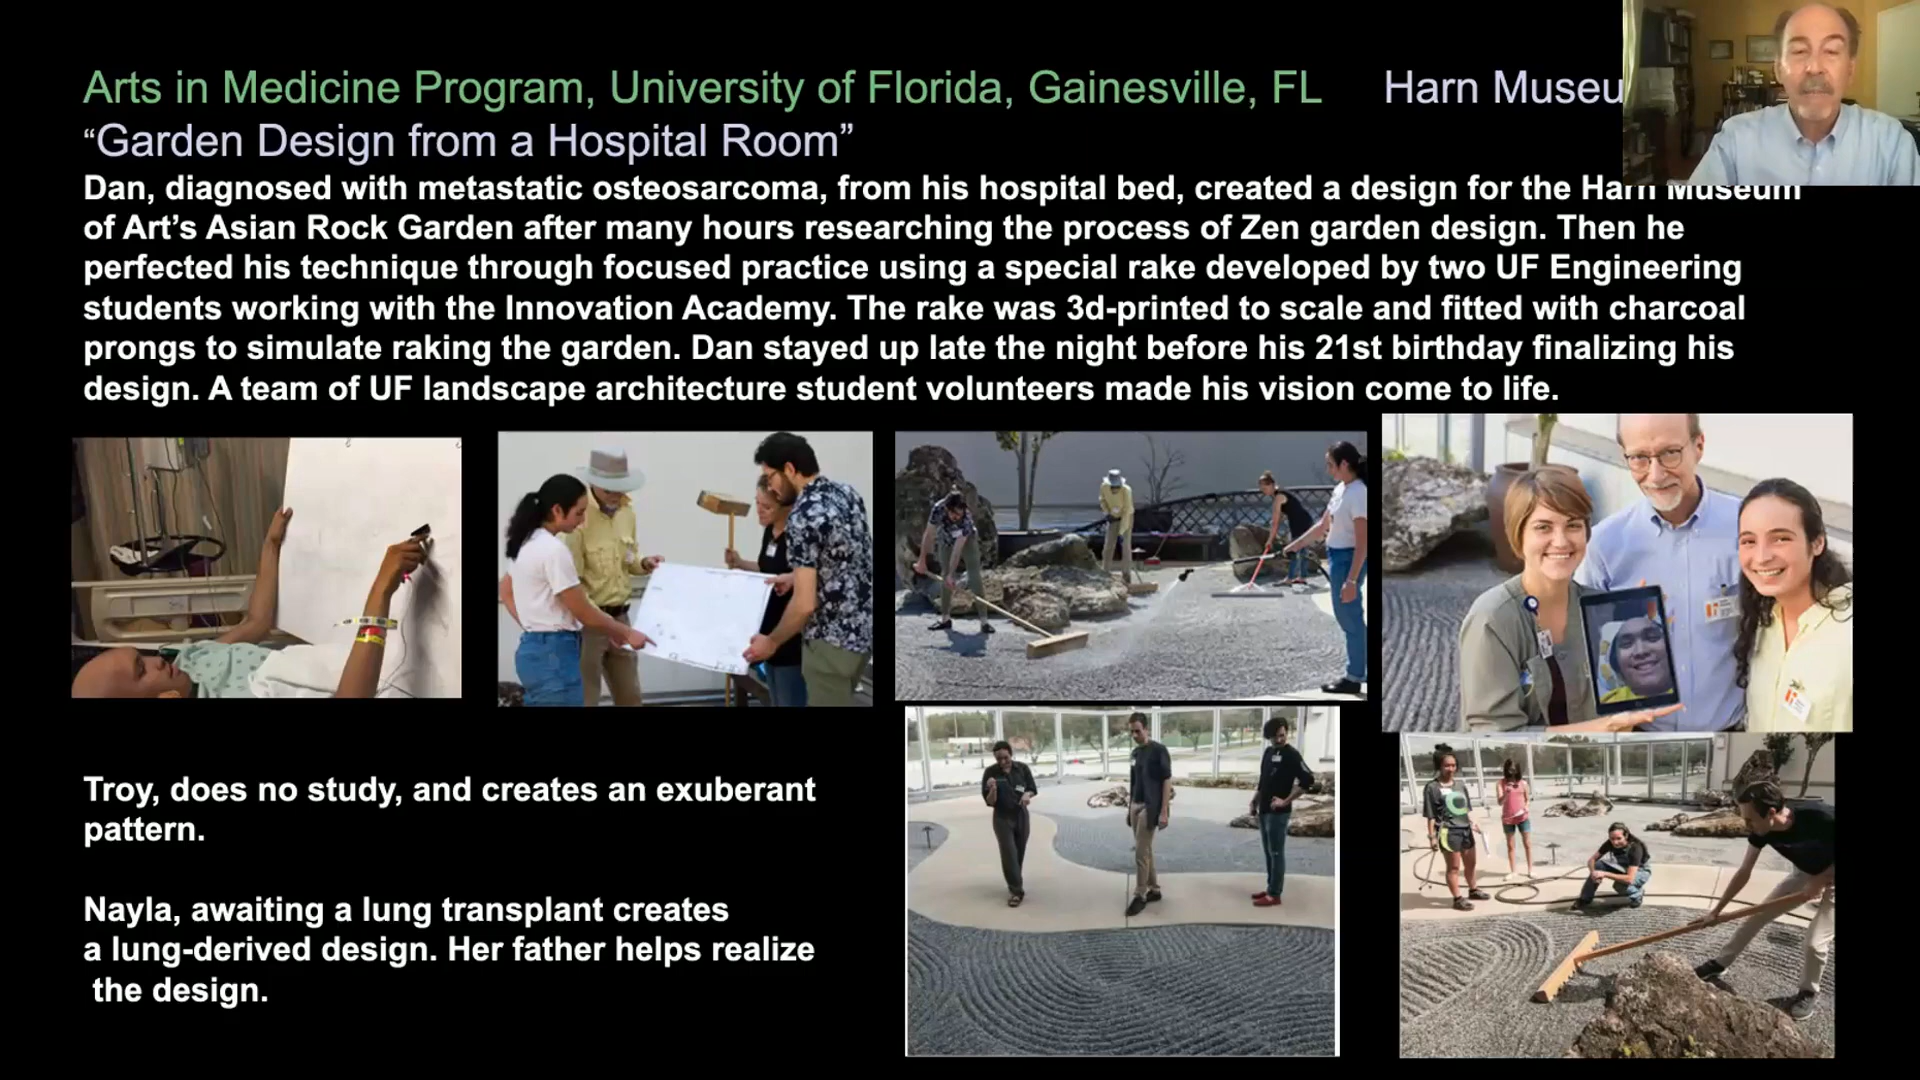 Arts in Medicine Program, University of Florida, Gainesville, FL Harn Museu
“Garden Design from a Hospital Room”
Dan, diagnosed with metastatic osteosarcoma, from his hospital bed, created a design for the Harn Museum
of Art’s Asian Rock Garden after many hours researching the process of Zen garden design. Then he
perfected his technique through focused practice using a special rake developed by two UF Engineering
students working with the Innovation Academy. The rake was 3d-printed to scale and fitted with charcoal
prongs to simulate raking the garden. Dan stayed up late the night before his 21st birthday finalizing his
design. A team of UF landscape architecture student volunteers made his vision come to life.
Troy, does no study, and creates an exuberant
pattern.
Nayla, awaiting a lung transplant creates
a lung-derived design. Her father helps realize
the design.